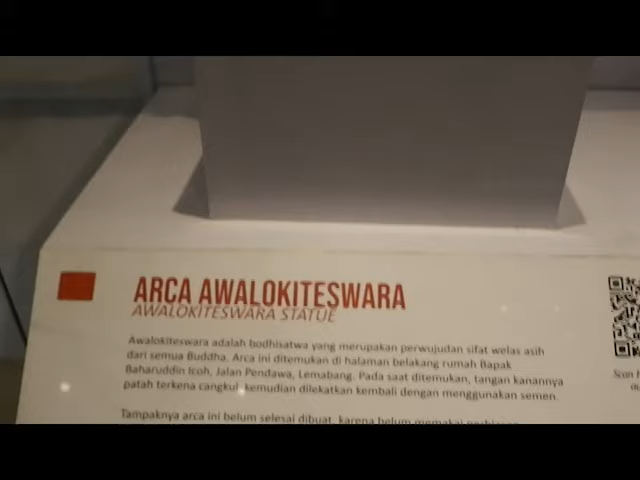 ARCA AWALOKITESWARA
AWALOKITESWARA STATUE
Awalokiteswara adalah bodhisatwa yang merupakan perwujudan sifat welas asih
dari semua Buddha. Arca ini ditemukan di halaman belakang rumah Bapak
Baharuddin Icoh, Jalan Pendawa, Lemabang. Pada saat ditemukan, tangan kanannya
patah terkena cangkul, kemudian dilekatkan kembali dengan menggunakan semen.
Tampaknya arca ini belum selesai dibuat, karena belum memakai
Scan